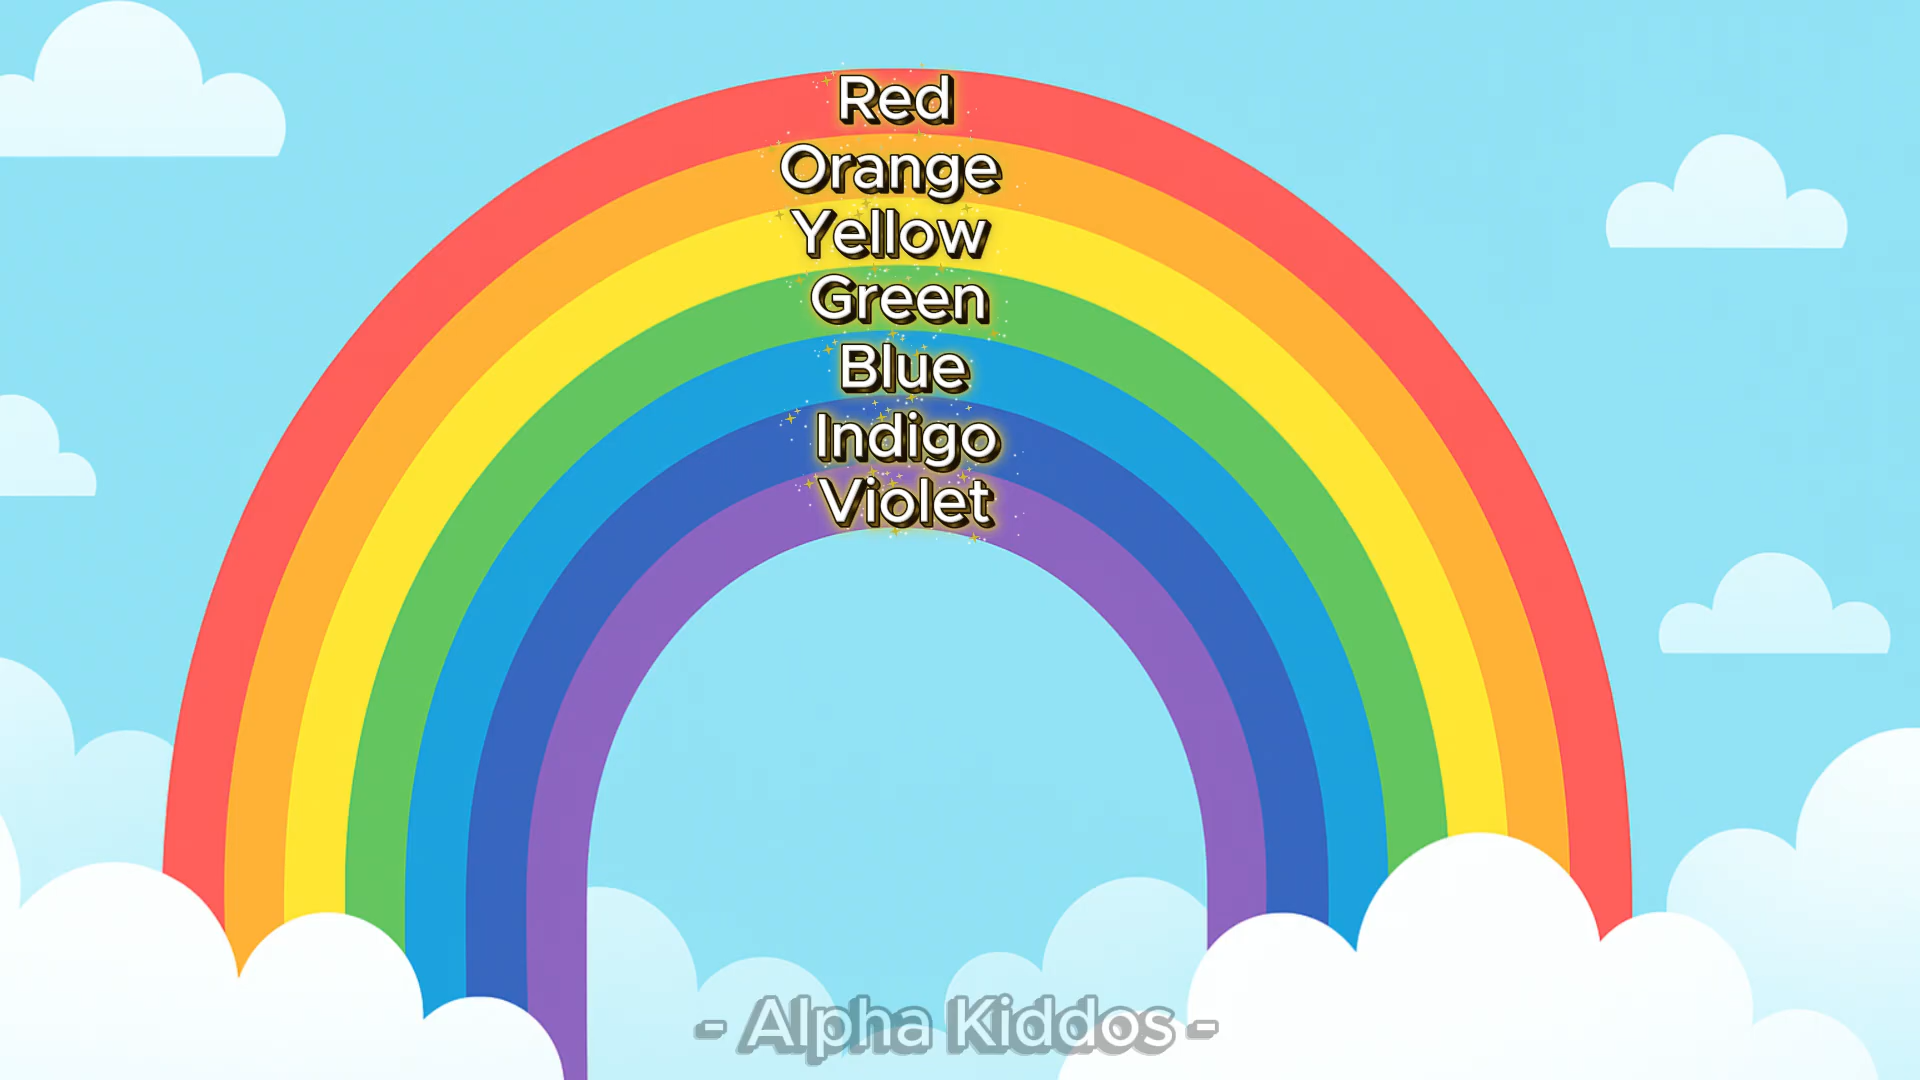 Red
Orange
Yellow
Green
Blue
Indigo
Violet
- Alpha Kiddos -